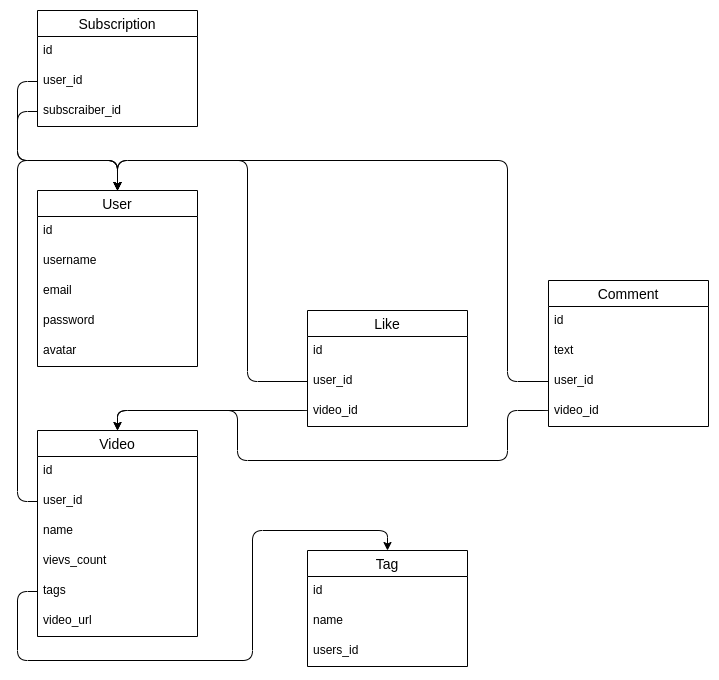 Subscription
id
user_id
subscraiber_id
User
id
username
email
password
avatar
Like
id
user_id
video_id
Comment
id
text
user_id
video_id
Video
id
user_id
name
vievs_count
tags
video_url
Tag
id
name
users_id